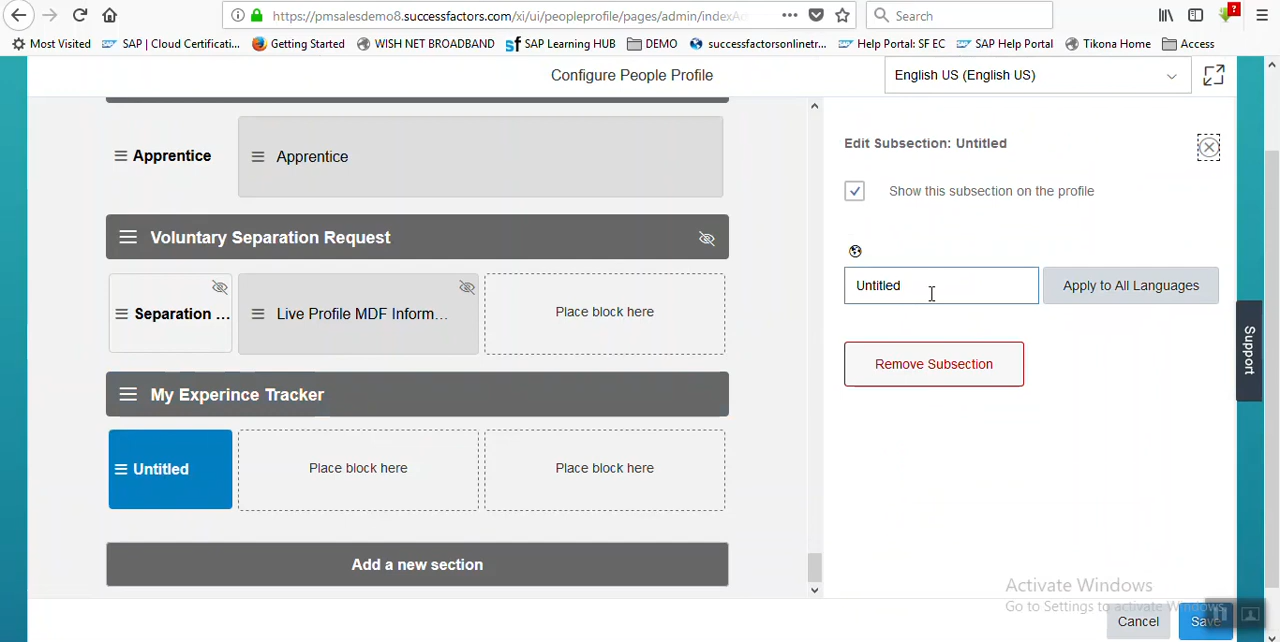 https://pmsalesdemo8.successfactors.com/xi/ui/peopleprofile/pages/admin/indexA
Search
?
Most Visited
SAP | Cloud Certificati...
Getting Started
WISH NET BROADBAND
SAP Learning HUB
DEMO
successfactorsonlinetr...
Help Portal: SF EC
SAP Help Portal
Tikona Home
Access
Configure People Profile
English US (English US)
Apprentice
Apprentice
Edit Subsection: Untitled
Show this subsection on the profile
Voluntary Separation Request
Untitled
Apply to All Languages
Separation ...
Live Profile MDF Inform...
Place block here
Support
Remove Subsection
My Experince Tracker
Untitled
Place block here
Place block here
Add a new section
Activate Windows
Go to Settings to activate Windows.
Cancel
Save